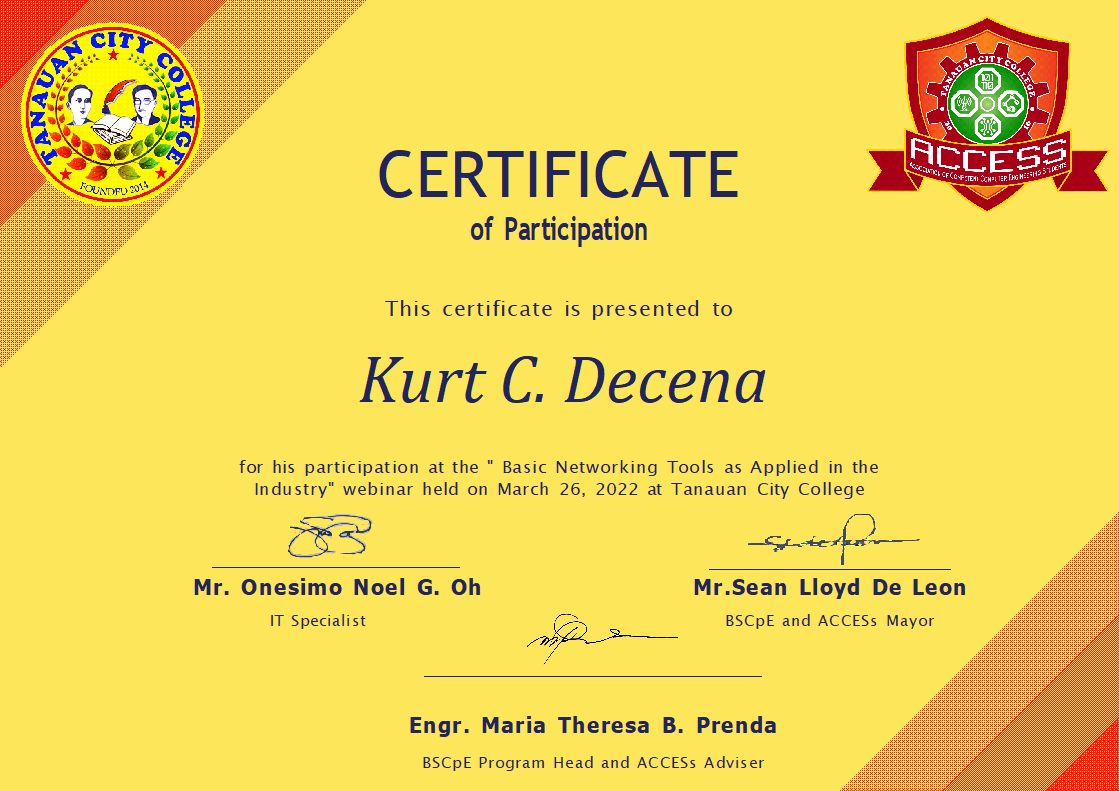 TANAUAN CITY COLLEGE
FOUNDED 2014
TANAUAN CITY COLLEGE
ACCESS
ASSOCIATION OF COMPETENT COMPUTER ENGINEERING STUDENTS
CERTIFICATE
of Participation
This certificate is presented to
Kurt C. Decena
for his participation at the " Basic Networking Tools as Applied in the
Industry" webinar held on March 26, 2022 at Tanauan City College
Mr. Onesimo Noel G. Oh
IT Specialist
Mr.Sean Lloyd De Leon
BSCpE and ACCESs Mayor
Engr. Maria Theresa B. Prenda
BSCpE Program Head and ACCESs Adviser